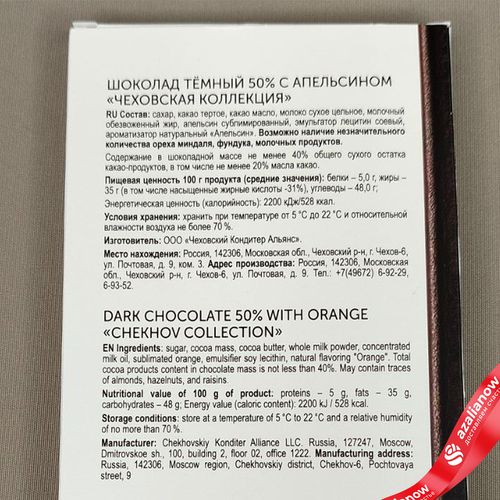 ШОКОЛАД ТЁМНЫЙ 50% С АПЕЛЬСИНОМ
«ЧЕХОВСКАЯ КОЛЛЕКЦИЯ»
RU Состав: сахар, какао тертое, какао масло, молоко сухое цельное, молочный
обезвоженный жир, апельсин сублимированный, эмульгатор лецитин соевый,
ароматизатор натуральный «Апельсин». Возможно наличие незначительного
количества ореха миндаля, фундука, молочных продуктов.
Содержание в шоколадной массе не менее 40% общего сухого остатка
какао-продуктов, в том числе не менее 20% масла какао.
Пищевая ценность 100 г продукта (средние значения): белки – 5,0 г, жиры –
35 г (в том числе насыщенные жирные кислоты -31%), углеводы – 48,0 г;
Энергетическая ценность (калорийность): 2200 кДж/528 ккал.
Условия хранения: хранить при температуре от 5 °С до 22 °С и относительной
влажности воздуха не более 70 %.
Изготовитель: ООО «Чеховский Кондитер Альянс».
Место нахождения: Россия, 142306, Московская обл., Чеховский р-н, г. Чехов-6,
ул. Почтовая, д. 9, ком. 3. Адрес производства: Россия, 142306, Московская
обл., Чеховский р-н, г. Чехов-6, ул. Почтовая, д. 9. Тел.: +7(49672) 6-92-29,
6-93-52.
DARK CHOCOLATE 50% WITH ORANGE
«CHEKHOV COLLECTION»
EN Ingredients: sugar, cocoa mass, cocoa butter, whole milk powder, concentrated
milk oil, sublimated orange, emulsifier soy lecithin, natural flavoring "Orange". Total
cocoa products content in chocolate mass is not less than 40%. May contain traces
of almonds, hazelnuts, and raisins.
Nutritional value of 100 g of product: proteins – 5 g, fats – 35 g,
carbohydrates – 48 g; Energy value (caloric content): 2200 kJ / 528 kcal.
Storage conditions: store at a temperature of 5 °C to 22 °C and a relative humidity
of no more than 70 %.
Manufacturer: Chekhovskiy Konditer Alliance LLC. Russia, 127247, Moscow,
Dmitrovskoe sh., 100, building 2, floor 02, office 1222. Manufacturing address:
Russia, 142306, Moscow region, Chekhovskiy district, Chekhov-6, Pochtovaya
street, 9
azalianow
доставляем счастье